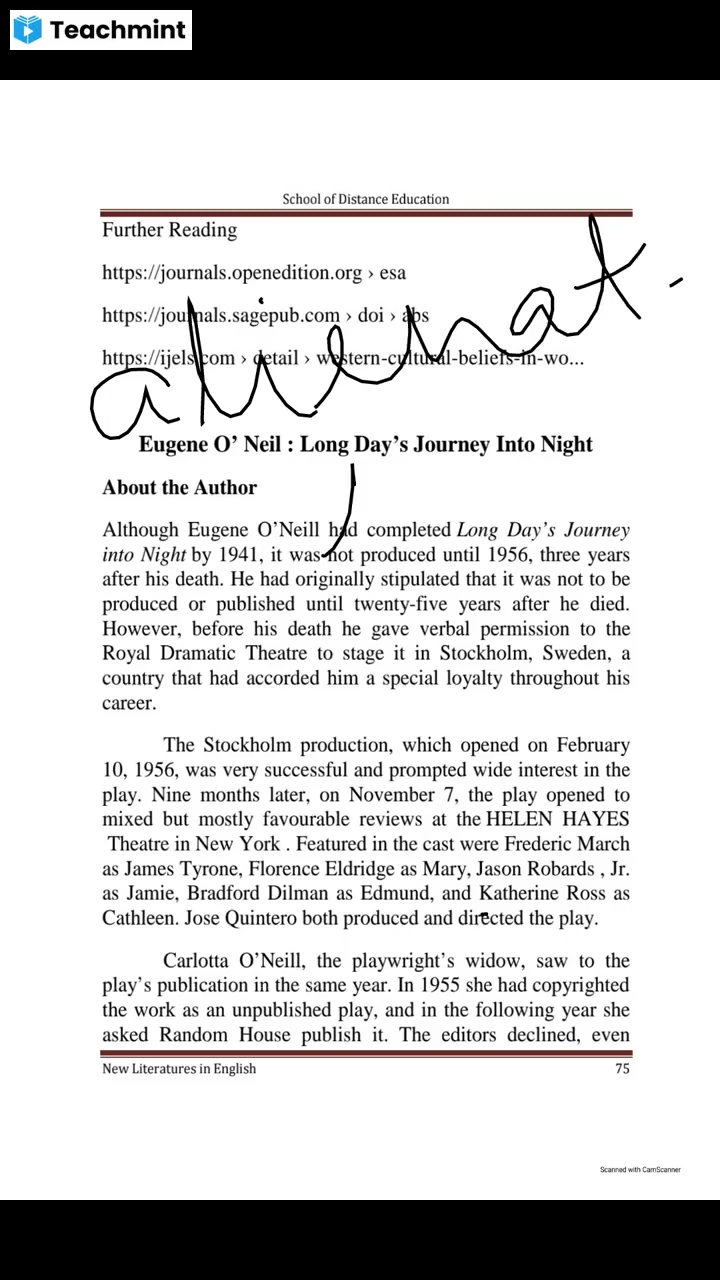 Teachmint
School of Distance Education
Further Reading
https://journals.openedition.org › esa
https://journals.sagepub.com › doi › abs
https://ijels.com › detail › western-cultural-beliefs-in-wo...
alienat
Eugene O’ Neil : Long Day’s Journey Into Night
About the Author
Although Eugene O’Neill had completed Long Day’s Journey
into Night by 1941, it was not produced until 1956, three years
after his death. He had originally stipulated that it was not to be
produced or published until twenty-five years after he died.
However, before his death he gave verbal permission to the
Royal Dramatic Theatre to stage it in Stockholm, Sweden, a
country that had accorded him a special loyalty throughout his
career.
The Stockholm production, which opened on February
10, 1956, was very successful and prompted wide interest in the
play. Nine months later, on November 7, the play opened to
mixed but mostly favourable reviews at the HELEN HAYES
Theatre in New York . Featured in the cast were Frederic March
as James Tyrone, Florence Eldridge as Mary, Jason Robards , Jr.
as Jamie, Bradford Dilman as Edmund, and Katherine Ross as
Cathleen. Jose Quintero both produced and directed the play.
Carlotta O’Neill, the playwright’s widow, saw to the
play’s publication in the same year. In 1955 she had copyrighted
the work as an unpublished play, and in the following year she
asked Random House publish it. The editors declined, even
New Literatures in English 75
Scanned with CamScanner